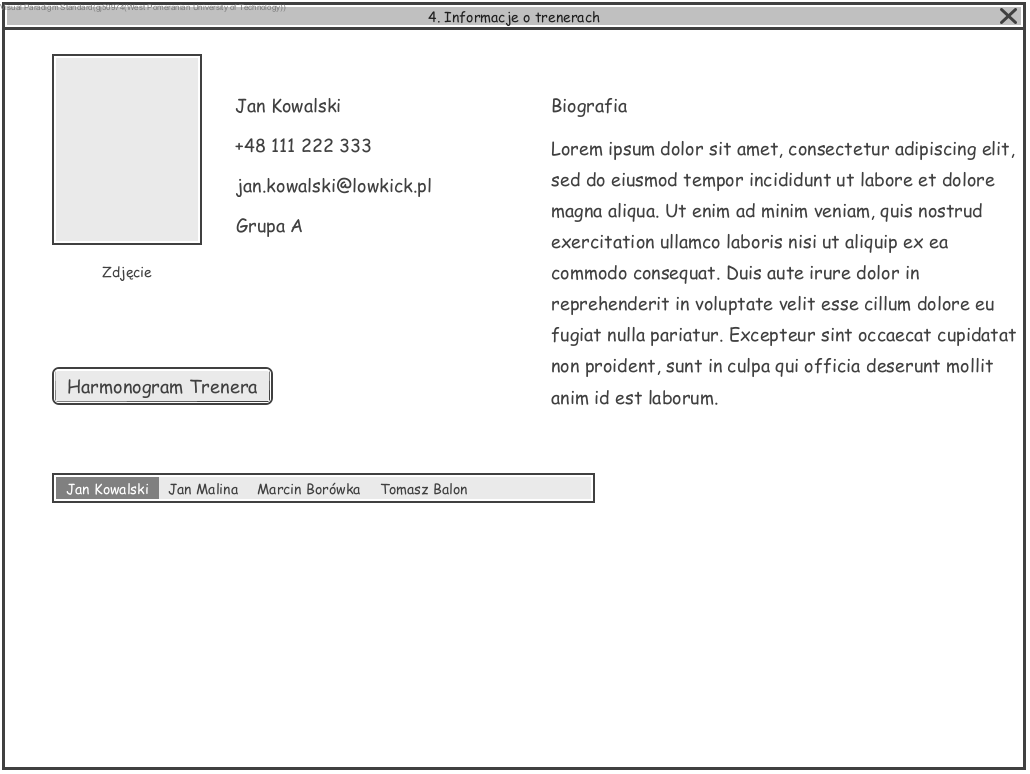 Visual Paradigm Standard(gb50974(West Pomeranian University of Technology))
4. Informacje o trenerach
Jan Kowalski
+48 111 222 333
jan.kowalski@lowkick.pl
Grupa A
Zdjęcie
Harmonogram Trenera
Biografia
Lorem ipsum dolor sit amet, consectetur adipiscing elit,
sed do eiusmod tempor incididunt ut labore et dolore
magna aliqua. Ut enim ad minim veniam, quis nostrud
exercitation ullamco laboris nisi ut aliquip ex ea
commodo consequat. Duis aute irure dolor in
reprehenderit in voluptate velit esse cillum dolore eu
fugiat nulla pariatur. Excepteur sint occaecat cupidatat
non proident, sunt in culpa qui officia deserunt mollit
anim id est laborum.
Jan Kowalski Jan Malina Marcin Borówka Tomasz Balon